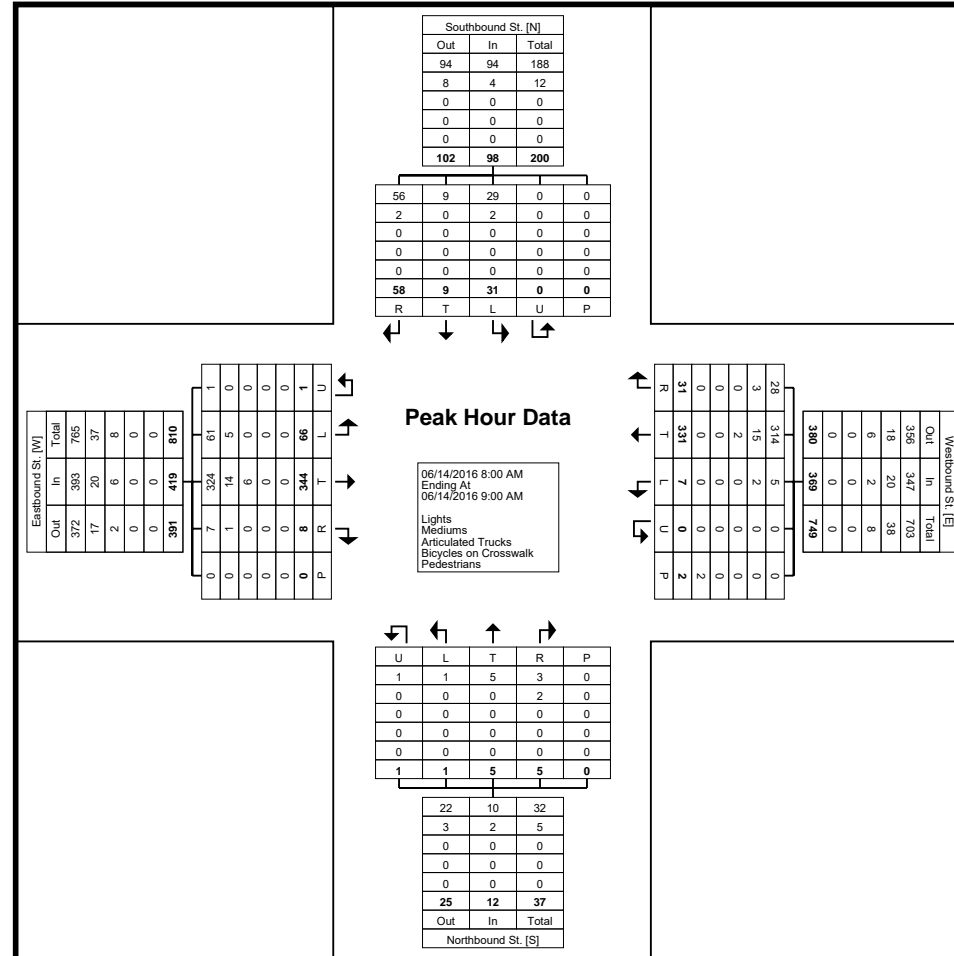 Southbound St. [N]
Out In Total
94 94 188
8 4 12
0 0 0
0 0 0
0 0 0
102 98 200
56 9 29 0 0
2 0 2 0 0
0 0 0 0 0
0 0 0 0 0
0 0 0 0 0
58 9 31 0 0
R T L U P
Eastbound St. [W]
Total 765 37 8 0 0 810
In 393 20 6 0 0 419
Out 372 17 2 0 0 391
1 0 0 0 0 1 U
61 5 0 0 0 66 L
324 14 6 0 0 344 T
7 1 0 0 0 8 R
0 0 0 0 0 0 P
Peak Hour Data
06/14/2016 8:00 AM
Ending At
06/14/2016 9:00 AM
Lights
Mediums
Articulated Trucks
Bicycles on Crosswalk
Pedestrians
R 31 0 0 0 3 28
T 331 0 0 2 15 314
L 7 0 0 0 2 5
U 0 0 0 0 0 0
P 2 2 0 0 0 0
380 0 0 6 18 356 Out
369 0 0 2 20 347 In
749 0 0 8 38 703 Total
Westbound St. [E]
U L T R P
1 1 5 3 0
0 0 0 2 0
0 0 0 0 0
0 0 0 0 0
0 0 0 0 0
1 1 5 5 0
22 10 32
3 2 5
0 0 0
0 0 0
0 0 0
25 12 37
Out In Total
Northbound St. [S]